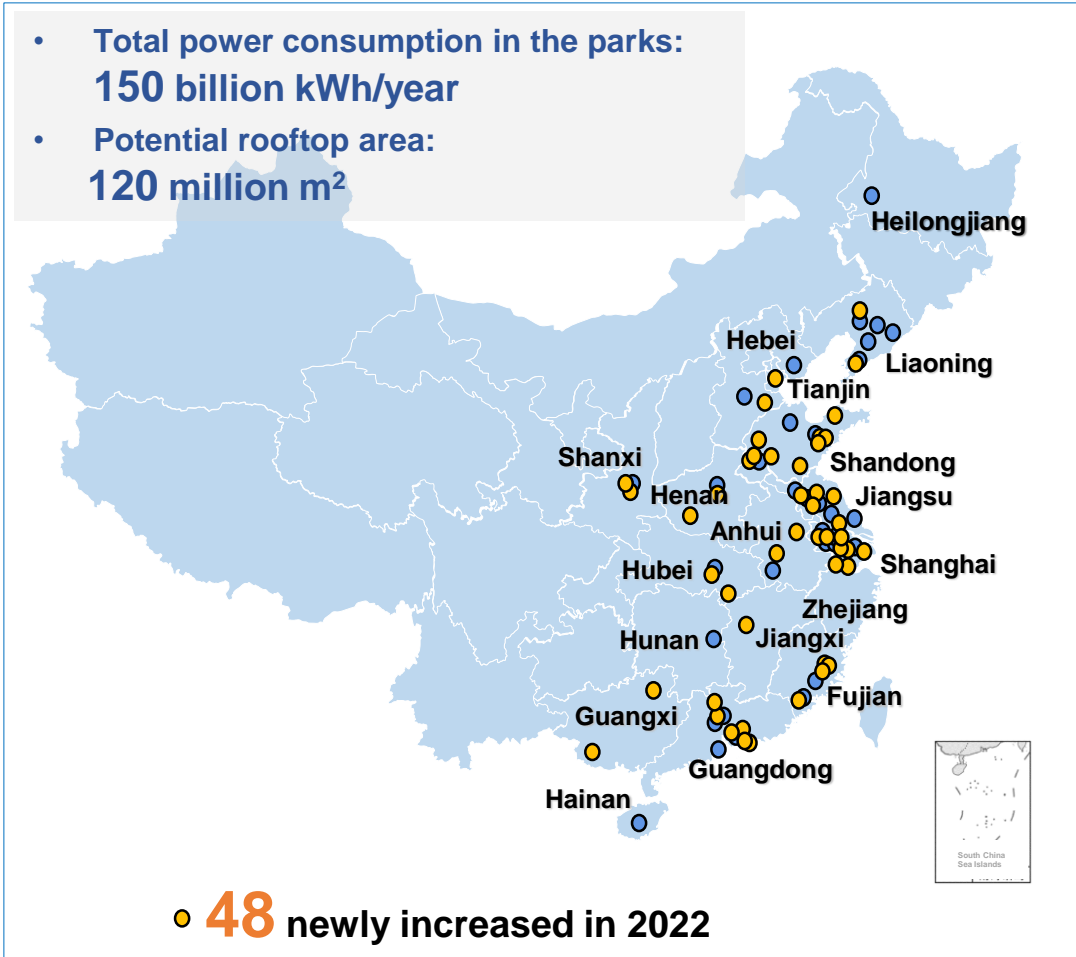 • Total power consumption in the parks:
150 billion kWh/year
• Potential rooftop area:
120 million m²
Heilongjiang
Hebei
Liaoning
Tianjin
Shanxi
Shandong
Henan
Jiangsu
Anhui
Hubei
Shanghai
Zhejiang
Hunan
Jiangxi
Fujian
Guangxi
Guangdong
Hainan
South China
Sea Islands
48 newly increased in 2022